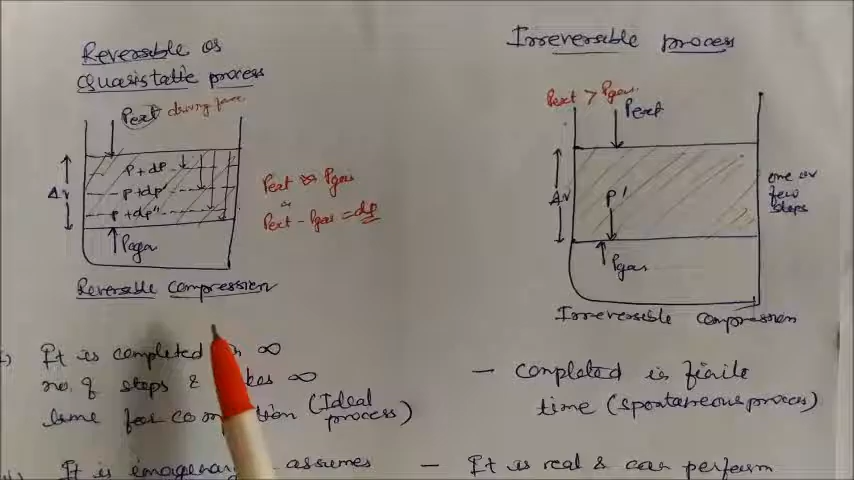 Reversible or
Quasistatic process
Pext driving force
P + dp
P + dp'
P + dp''
Δv
Pgas
Pext ≈ Pgas
or
Pext - Pgas = dp
Reversible compression
It is completed in ∞
no. of steps & takes ∞
time for completion (Ideal process)
It is imagenary assumes
Irreversible process
Pext > Pgas
Pext
Δv
P'
Pgas
one or
few
steps
Irreversible compression
- completed is finite
time (spontaneous process)
- It is real & can perform